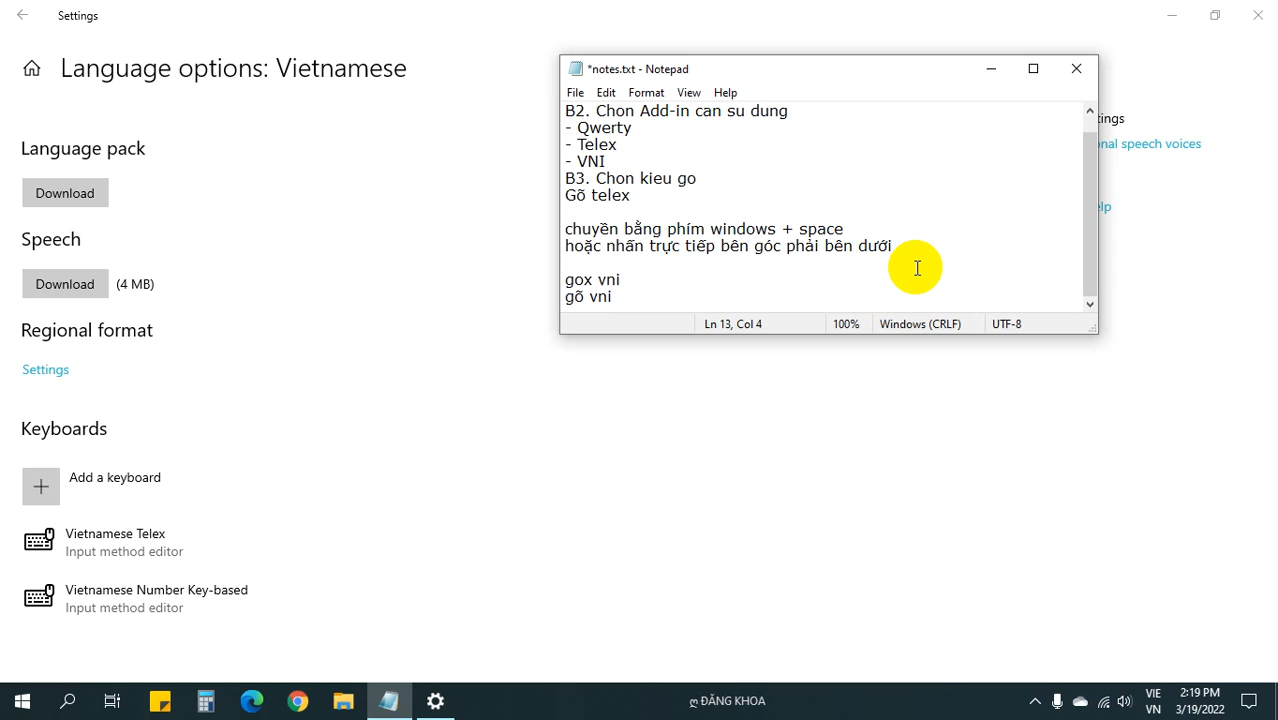 Settings
Language options: Vietnamese
Language pack
Download
Speech
Download (4 MB)
Regional format
Settings
Keyboards
Add a keyboard
Vietnamese Telex
Input method editor
Vietnamese Number Key-based
Input method editor
*notes.txt - Notepad
File Edit Format View Help
B2. Chon Add-in can su dung
- Qwerty
- Telex
- VNI
B3. Chon kieu go
Gõ telex
chuyền bằng phím windows + space
hoặc nhấn trực tiếp bên góc phải bên dưới
gox vni
gõ vni
Ln 13, Col 4 100% Windows (CRLF) UTF-8
speech voices
ღ ĐĂNG KHOA
VIE
VN
2:19 PM
3/19/2022